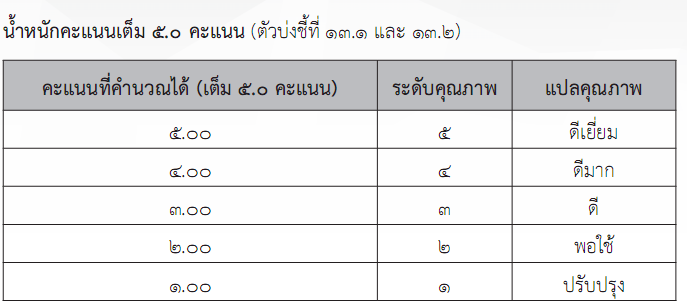 น้ำหนักคะแนนเต็ม ๕.๐ คะแนน (ตัวบ่งชี้ที่ ๑๓.๑ และ ๑๓.๒)
คะแนนที่คำนวณได้ (เต็ม ๕.๐ คะแนน) ระดับคุณภาพ แปลคุณภาพ
๕.๐๐ ๕ ดีเยี่ยม
๔.๐๐ ๔ ดีมาก
๓.๐๐ ๓ ดี
๒.๐๐ ๒ พอใช้
๑.๐๐ ๑ ปรับปรุง